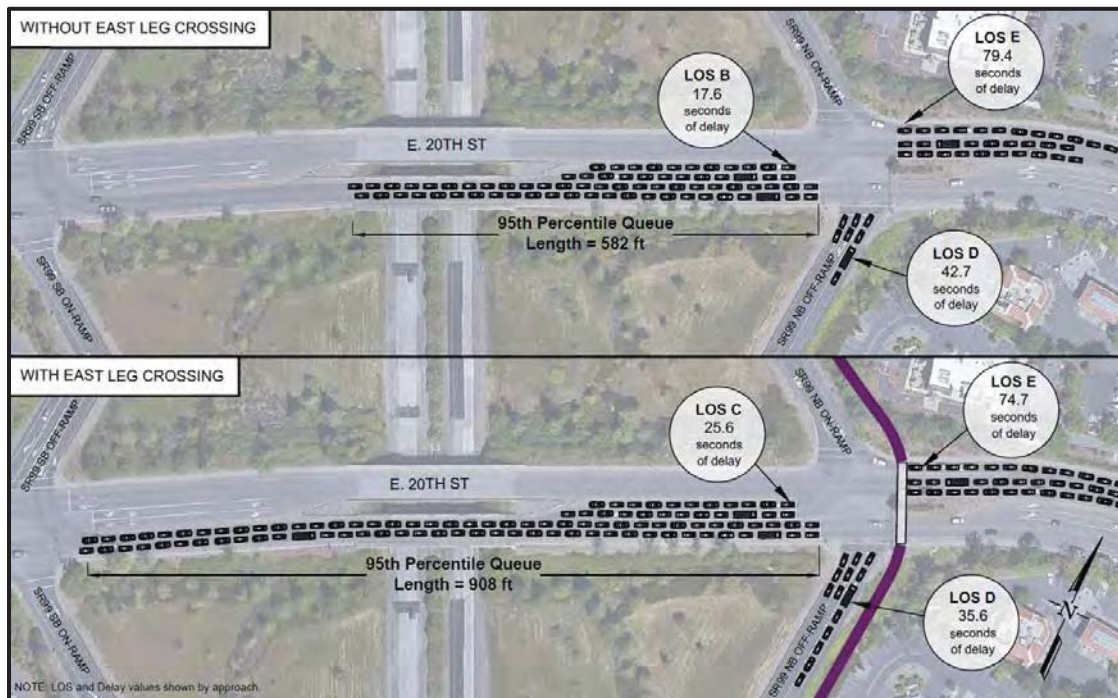 WITHOUT EAST LEG CROSSING
SR99 SB OFF-RAMP
SR99 NB ON-RAMP
LOS E
79.4
seconds
of delay
LOS B
17.6
seconds
of delay
E. 20TH ST
95th Percentile Queue
Length = 582 ft
LOS D
42.7
seconds
of delay
SR99 SB ON-RAMP
SR99 NB OFF-RAMP
WITH EAST LEG CROSSING
SR99 SB OFF-RAMP
SR99 NB ON-RAMP
LOS E
74.7
seconds
of delay
LOS C
25.6
seconds
of delay
E. 20TH ST
95th Percentile Queue
Length = 908 ft
LOS D
35.6
seconds
of delay
SR99 SB ON-RAMP
SR99 NB OFF-RAMP
N
NOTE: LOS and Delay values shown by approach.